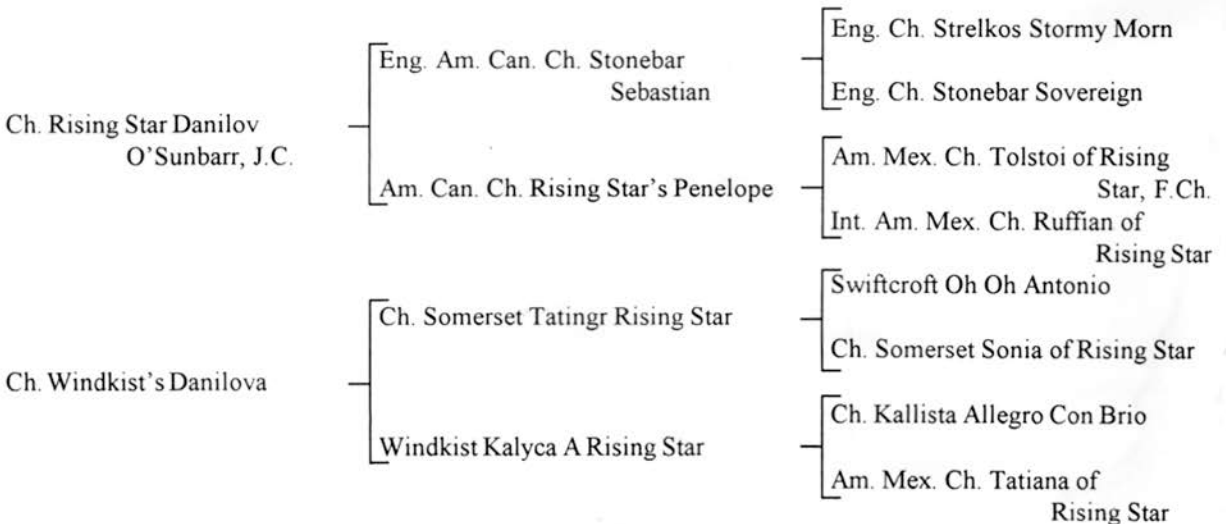 Eng. Ch. Strelkos Stormy Morn
Eng. Am. Can. Ch. Stonebar
Sebastian
Eng. Ch. Stonebar Sovereign
Ch. Rising Star Danilov
O'Sunbarr, J.C.
Am. Mex. Ch. Tolstoi of Rising
Star, F.Ch.
Am. Can. Ch. Rising Star's Penelope
Int. Am. Mex. Ch. Ruffian of
Rising Star
Swiftcroft Oh Oh Antonio
Ch. Somerset Tatingr Rising Star
Ch. Somerset Sonia of Rising Star
Ch. Windkist's Danilova
Ch. Kallista Allegro Con Brio
Windkist Kalyca A Rising Star
Am. Mex. Ch. Tatiana of
Rising Star